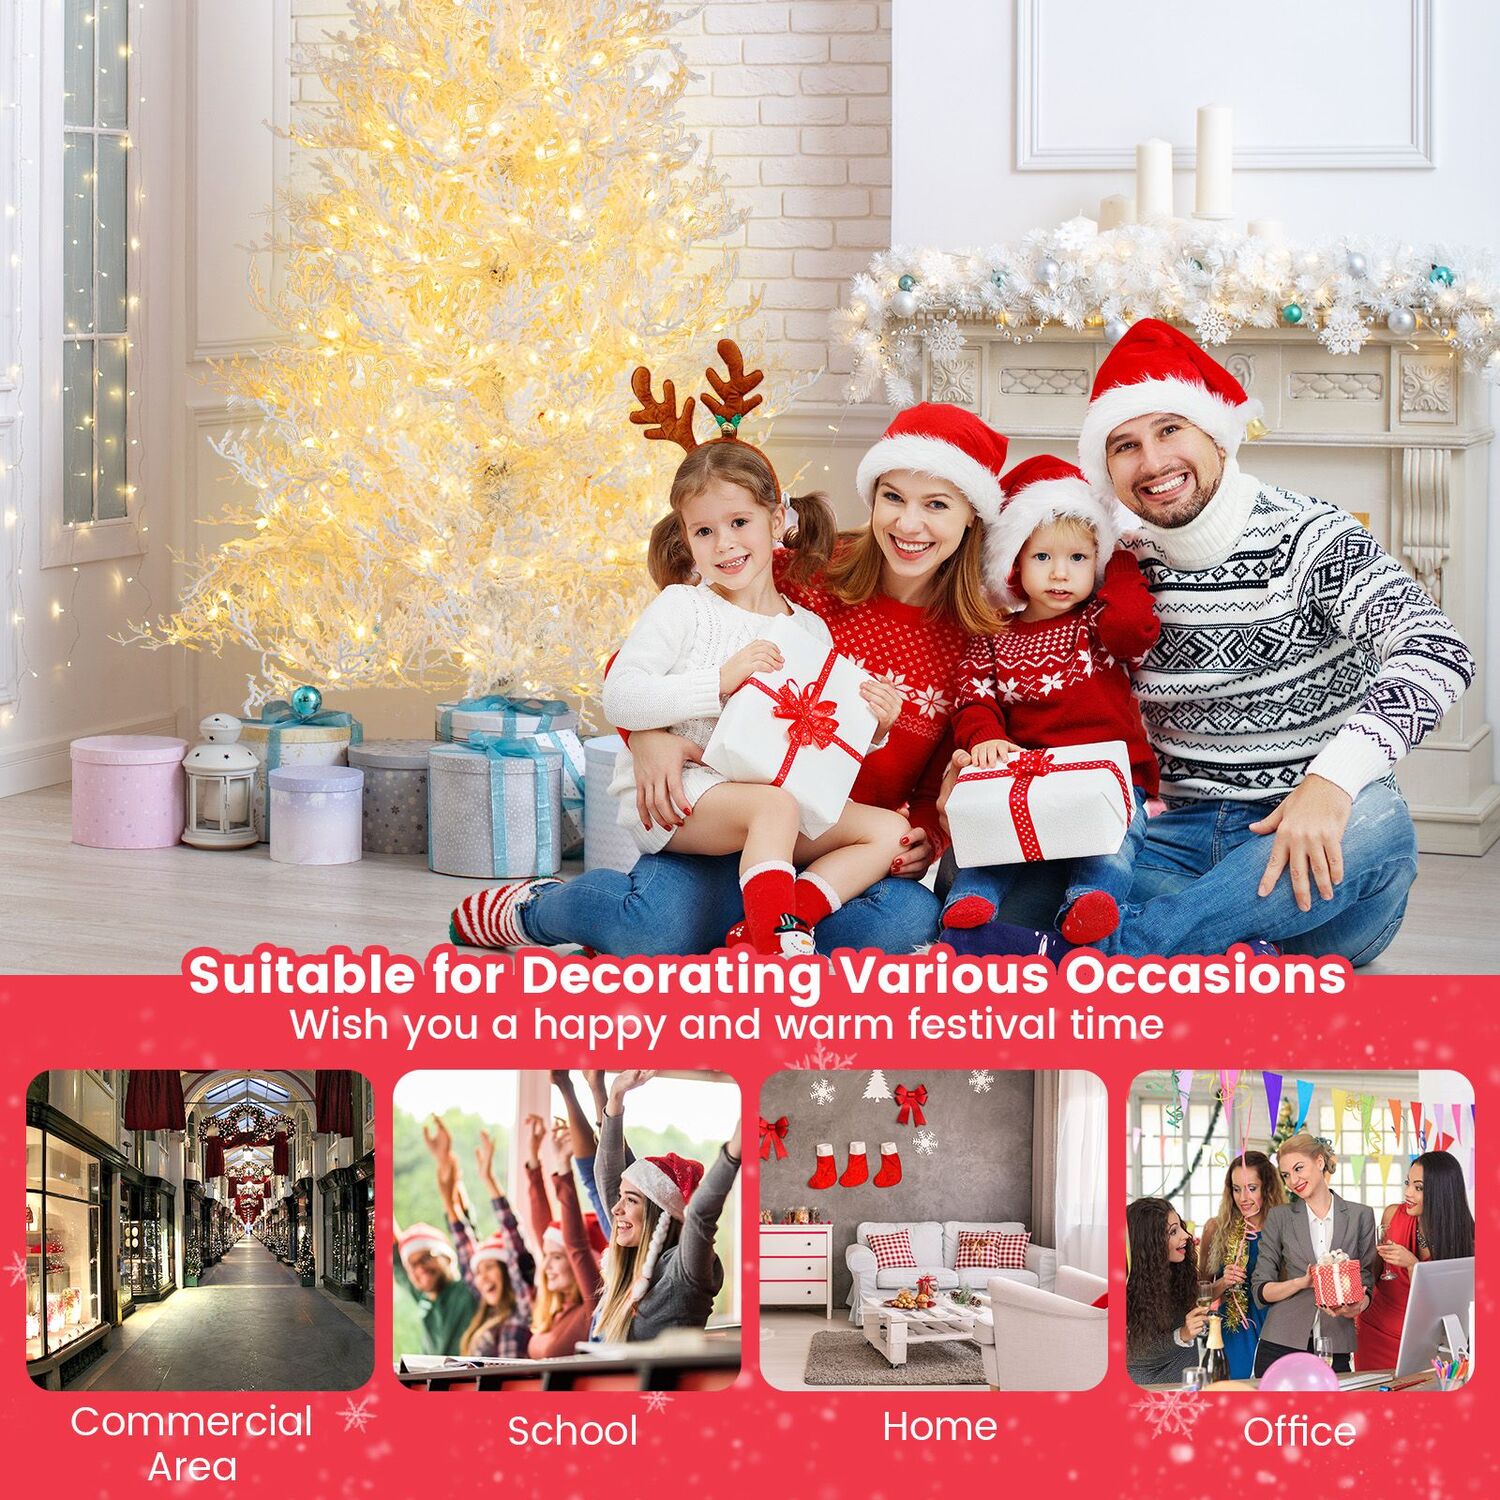 Suitable for Decorating Various Occasions
Wish you a happy and warm festival time
Commercial
Area
School
Home
Office